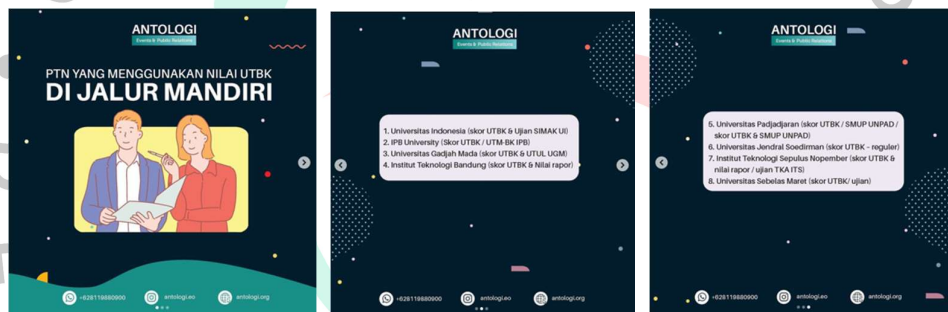 ANTOLOGI
Events & Public Relations
PTN YANG MENGGUNAKAN NILAI UTBK
DI JALUR MANDIRI
+628119880900
antologi.eo
antologi.org
ANTOLOGI
Events & Public Relations
1. Universitas Indonesia (skor UTBK & Ujian SIMAK UI)
2. IPB University (Skor UTBK / UTM-BK IPB)
3. Universitas Gadjah Mada (skor UTBK & UTUL UGM)
4. Institut Teknologi Bandung (skor UTBK & Nilai rapor)
+628119880900
antologi.eo
antologi.org
ANTOLOGI
Events & Public Relations
5. Universitas Padjadjaran (skor UTBK / SMUP UNPAD /
skor UTBK & SMUP UNPAD)
6. Universitas Jendral Soedirman (skor UTBK – reguler)
7. Institut Teknologi Sepulus Nopember (skor UTBK &
nilai rapor / ujian TKA ITS)
8. Universitas Sebelas Maret (skor UTBK/ ujian)
+628119880900
antologi.eo
antologi.org